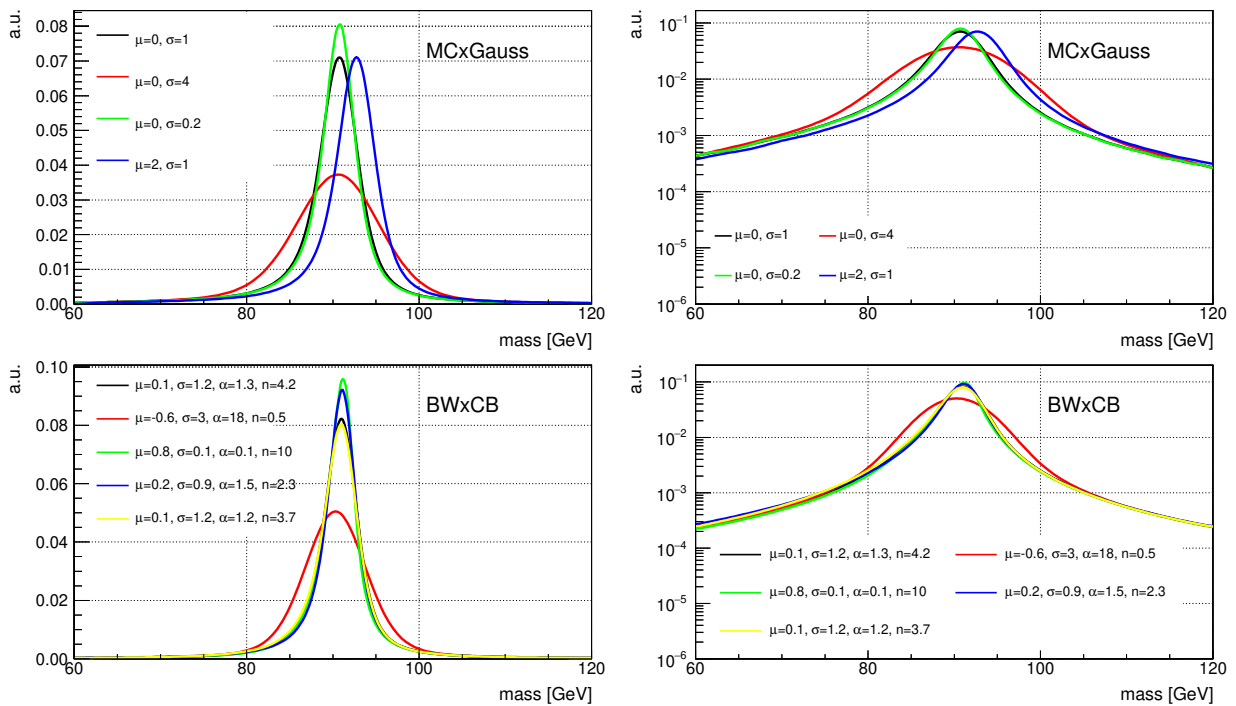 a.u.
0.08
0.07
0.06
0.05
0.04
0.03
0.02
0.01
0.00
μ=0, σ=1
μ=0, σ=4
μ=0, σ=0.2
μ=2, σ=1
MCxGauss
60 80 100 120
mass [GeV]
a.u.
10⁻¹
10⁻²
10⁻³
10⁻⁴
10⁻⁵
10⁻⁶
MCxGauss
μ=0, σ=1 μ=0, σ=4
μ=0, σ=0.2 μ=2, σ=1
60 80 100 120
mass [GeV]
a.u.
0.10
0.08
0.06
0.04
0.02
0.00
μ=0.1, σ=1.2, α=1.3, n=4.2
μ=-0.6, σ=3, α=18, n=0.5
μ=0.8, σ=0.1, α=0.1, n=10
μ=0.2, σ=0.9, α=1.5, n=2.3
μ=0.1, σ=1.2, α=1.2, n=3.7
BWxCB
60 80 100 120
mass [GeV]
a.u.
10⁻¹
10⁻²
10⁻³
10⁻⁴
10⁻⁵
10⁻⁶
BWxCB
μ=0.1, σ=1.2, α=1.3, n=4.2 μ=-0.6, σ=3, α=18, n=0.5
μ=0.8, σ=0.1, α=0.1, n=10 μ=0.2, σ=0.9, α=1.5, n=2.3
μ=0.1, σ=1.2, α=1.2, n=3.7
60 80 100 120
mass [GeV]